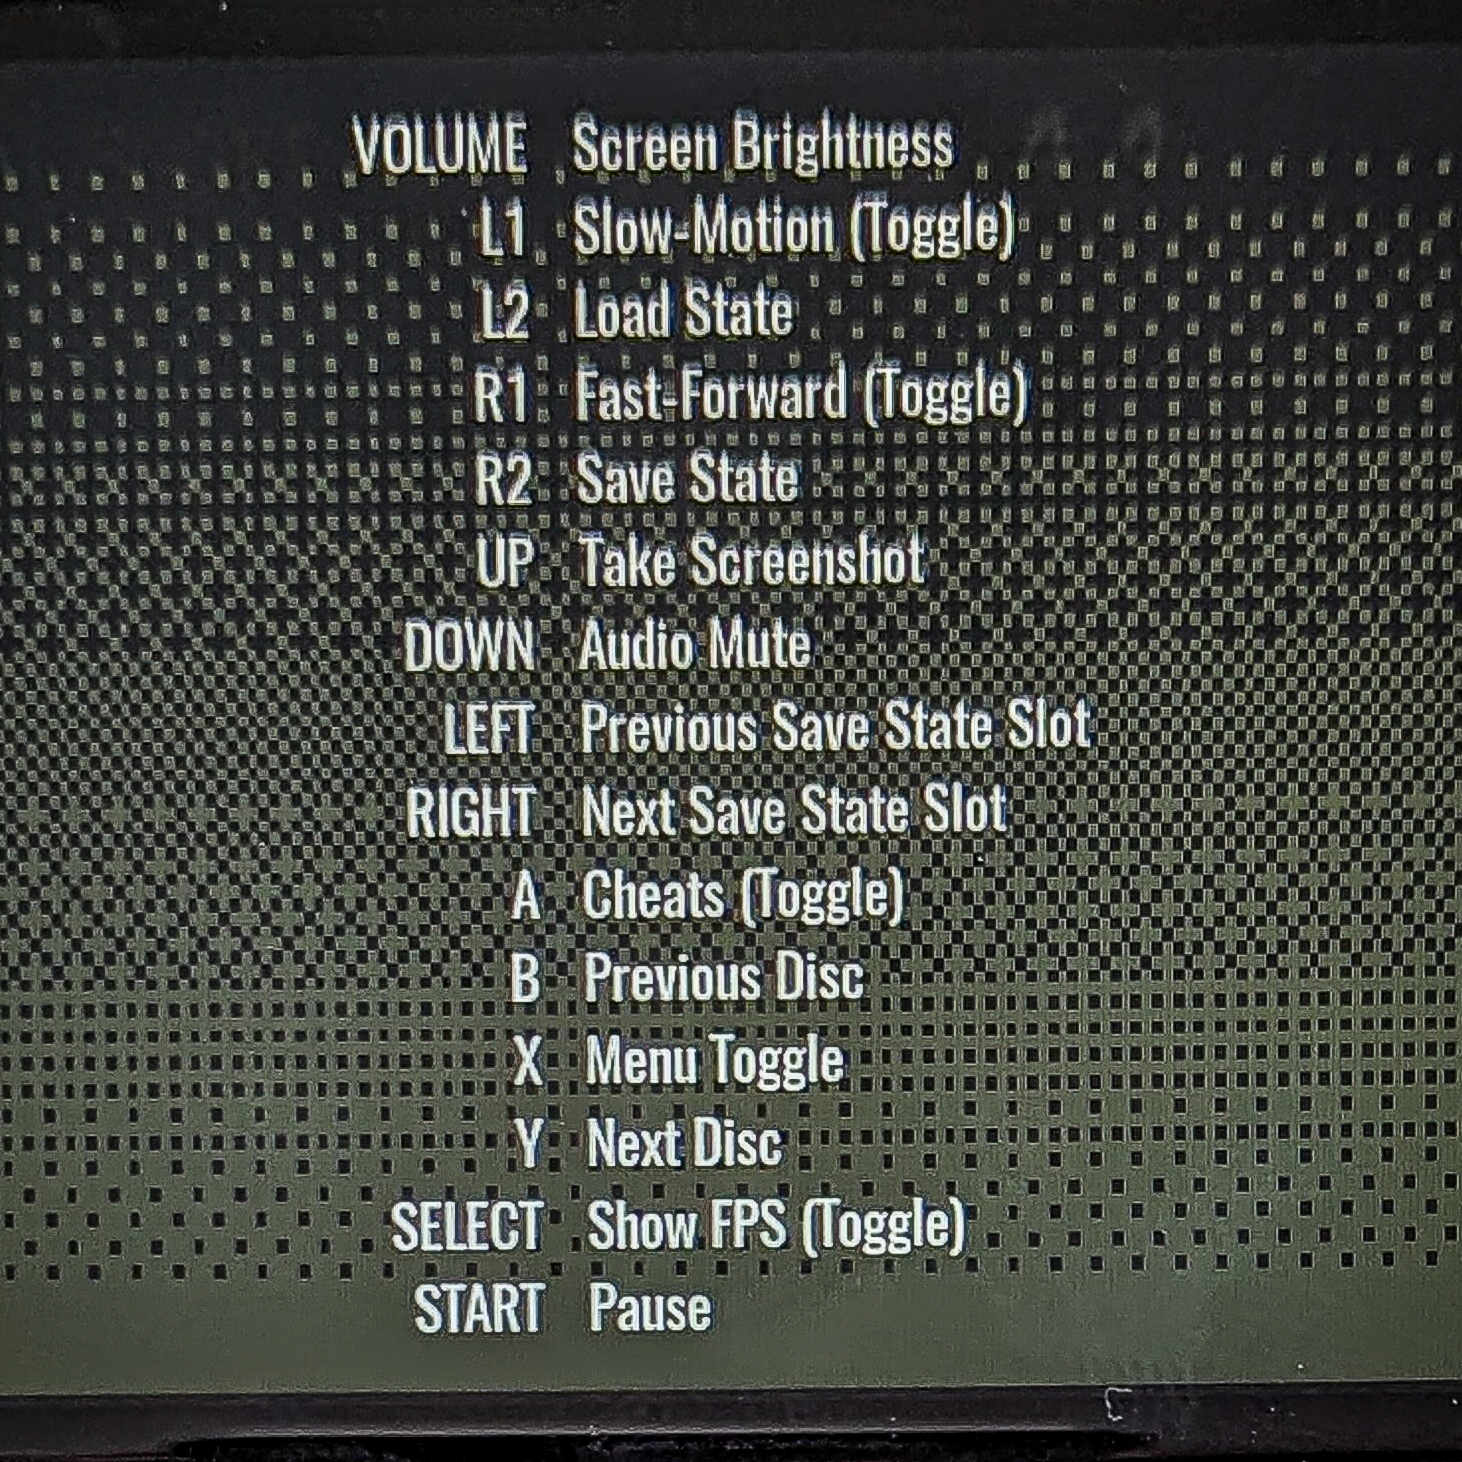 VOLUME Screen Brightness
L1 Slow-Motion (Toggle)
L2 Load State
R1 Fast-Forward (Toggle)
R2 Save State
UP Take Screenshot
DOWN Audio Mute
LEFT Previous Save State Slot
RIGHT Next Save State Slot
A Cheats (Toggle)
B Previous Disc
X Menu Toggle
Y Next Disc
SELECT Show FPS (Toggle)
START Pause